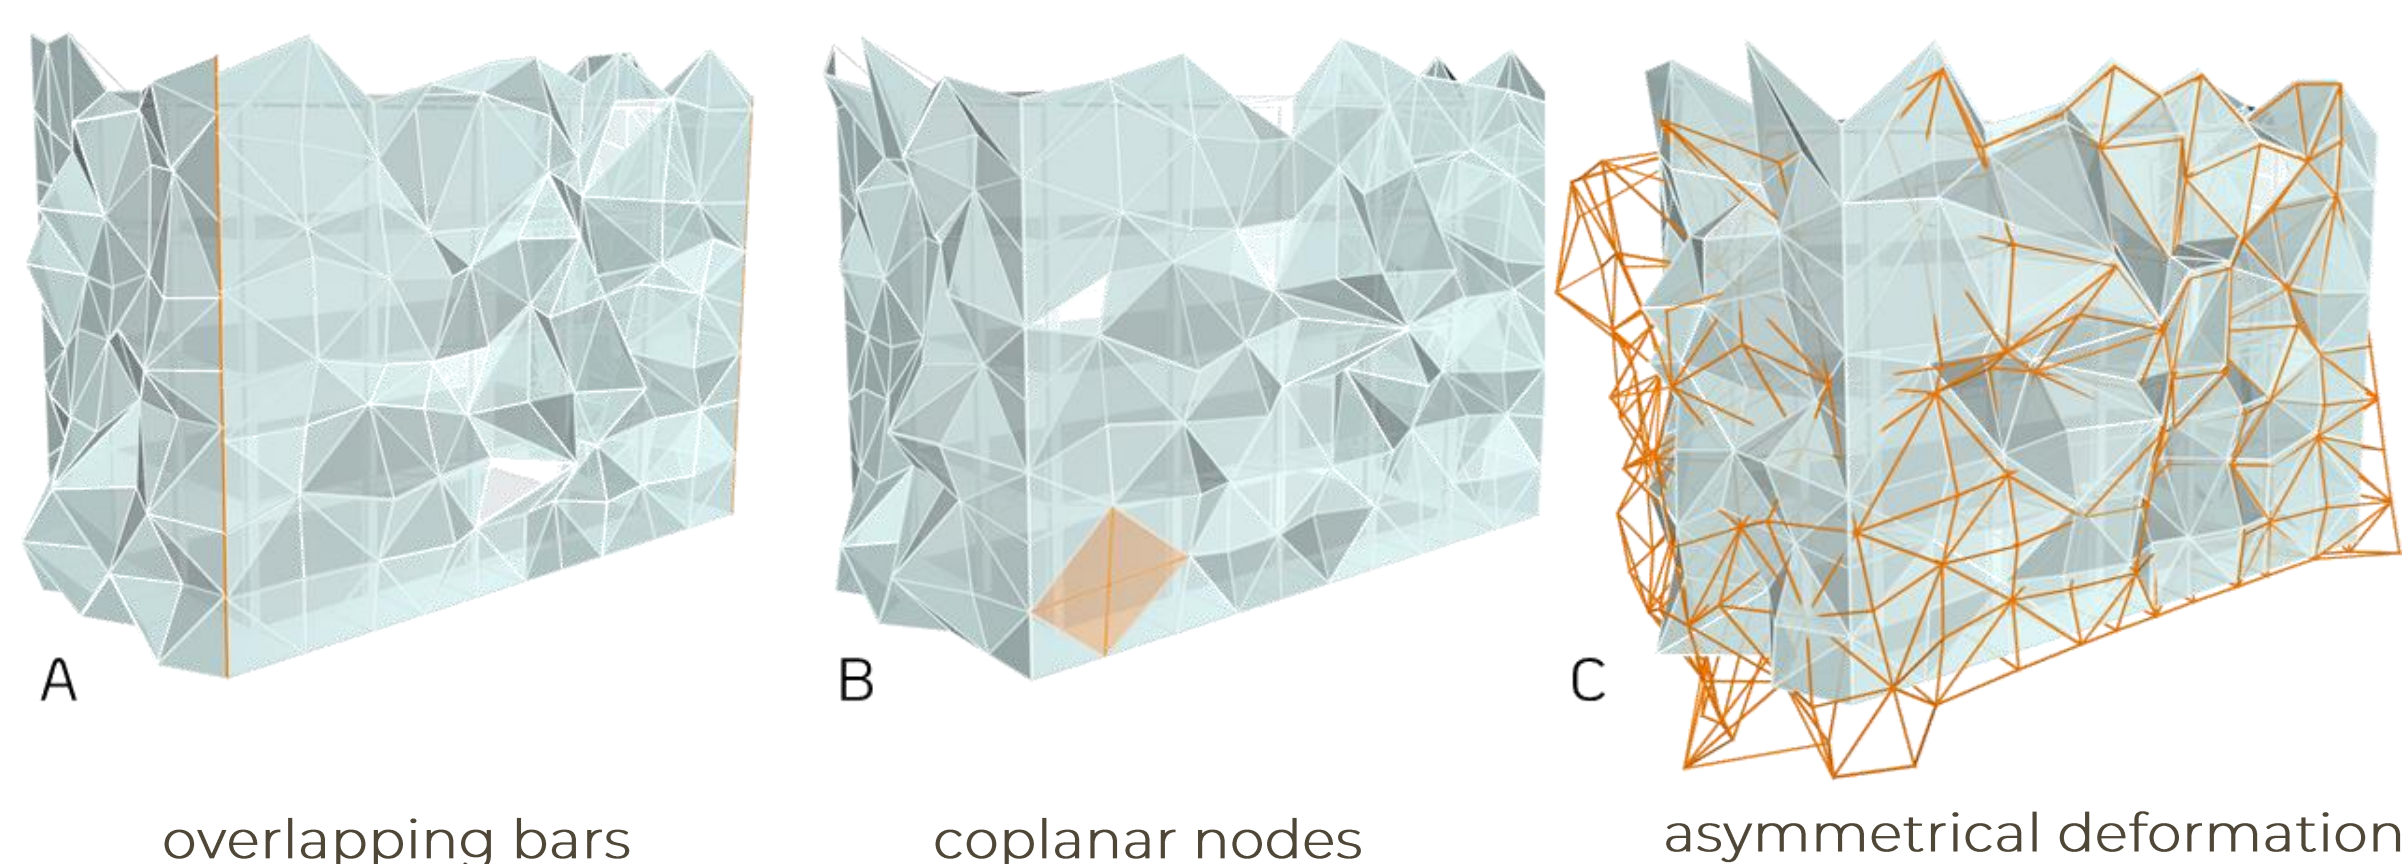 A
B
C
overlapping bars
coplanar nodes
asymmetrical deformation